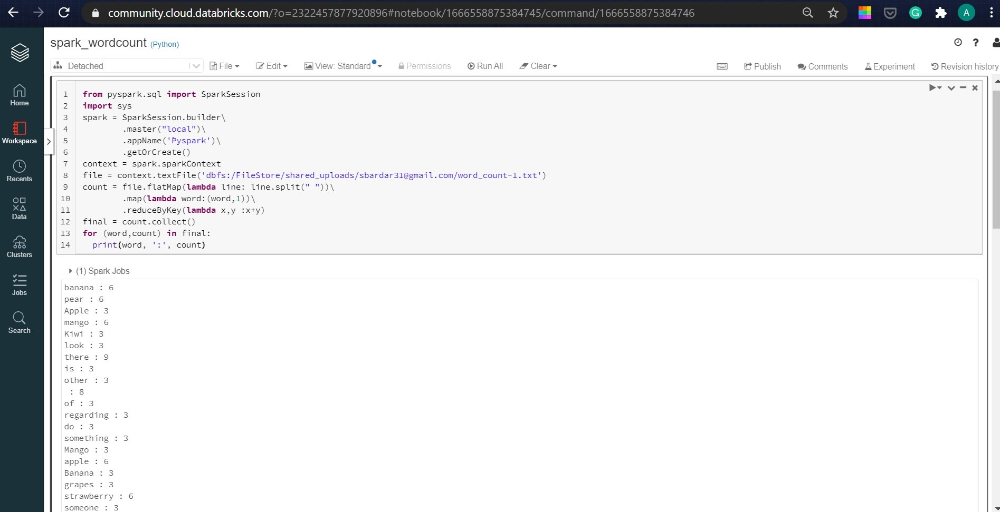 community.cloud.databricks.com/?o=2322457877920896#notebook/1666558875384745/command/1666558875384746
A
spark_wordcount (Python)
?
Detached File Edit View: Standard Permissions Run All Clear Publish Comments Experiment Revision history
Home
Workspace
Recents
Data
Clusters
Jobs
Search
1 from pyspark.sql import SparkSession
2 import sys
3 spark = SparkSession.builder\
4 .master("local")\
5 .appName('Pyspark')\
6 .getOrCreate()
7 context = spark.sparkContext
8 file = context.textFile('dbfs:/FileStore/shared_uploads/sbardar31@gmail.com/word_count-1.txt')
9 count = file.flatMap(lambda line: line.split(" "))\
10 .map(lambda word:(word,1))\
11 .reduceByKey(lambda x,y :x+y)
12 final = count.collect()
13 for (word,count) in final:
14 print(word, ':', count)
(1) Spark Jobs
banana : 6
pear : 6
Apple : 3
mango : 6
Kiwi : 3
look : 3
there : 9
is : 3
other : 3
: 8
of : 3
regarding : 3
do : 3
something : 3
Mango : 3
apple : 6
Banana : 3
grapes : 3
strawberry : 6
someone : 3